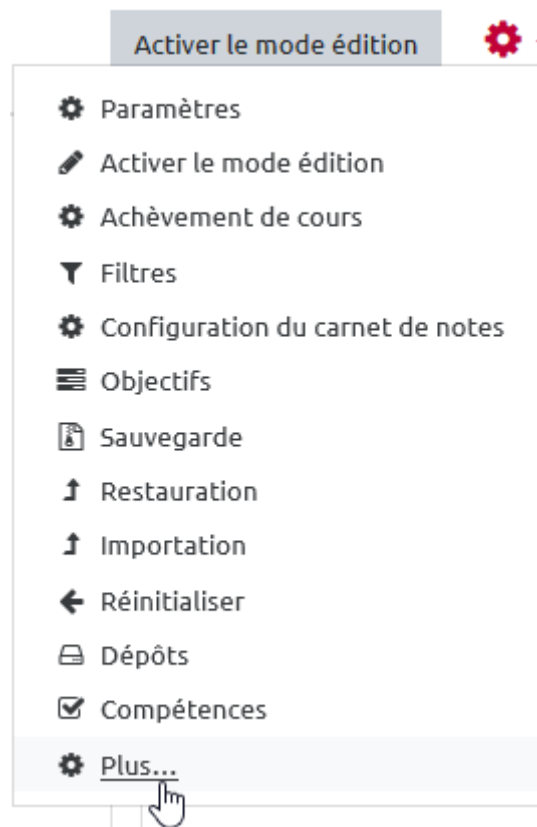 Activer le mode édition
Paramètres
Activer le mode édition
Achèvement de cours
Filtres
Configuration du carnet de notes
Objectifs
Sauvegarde
Restauration
Importation
Réinitialiser
Dépôts
Compétences
Plus...